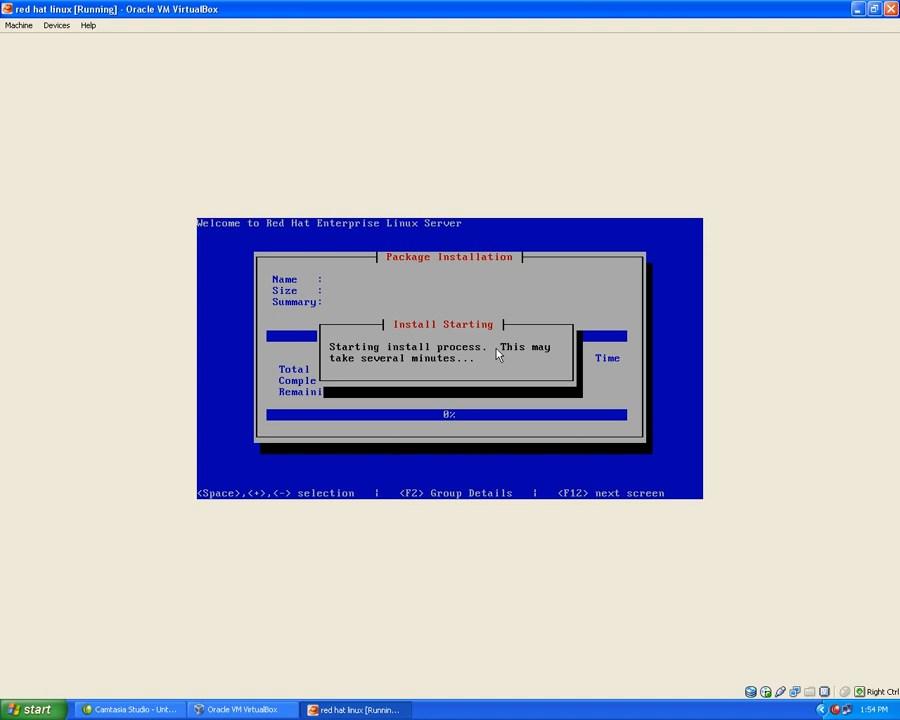 red hat linux [Running] - Oracle VM VirtualBox
Machine Devices Help
Welcome to Red Hat Enterprise Linux Server
Package Installation
Name :
Size :
Summary:
Install Starting
Starting install process. This may
take several minutes...
Time
Total
Comple
Remaini
0%
<Space>,<+>,<-> selection | <F2> Group Details | <F12> next screen
Right Ctrl
start
Camtasia Studio - Unt...
Oracle VM VirtualBox
red hat linux [Runnin...
1:54 PM